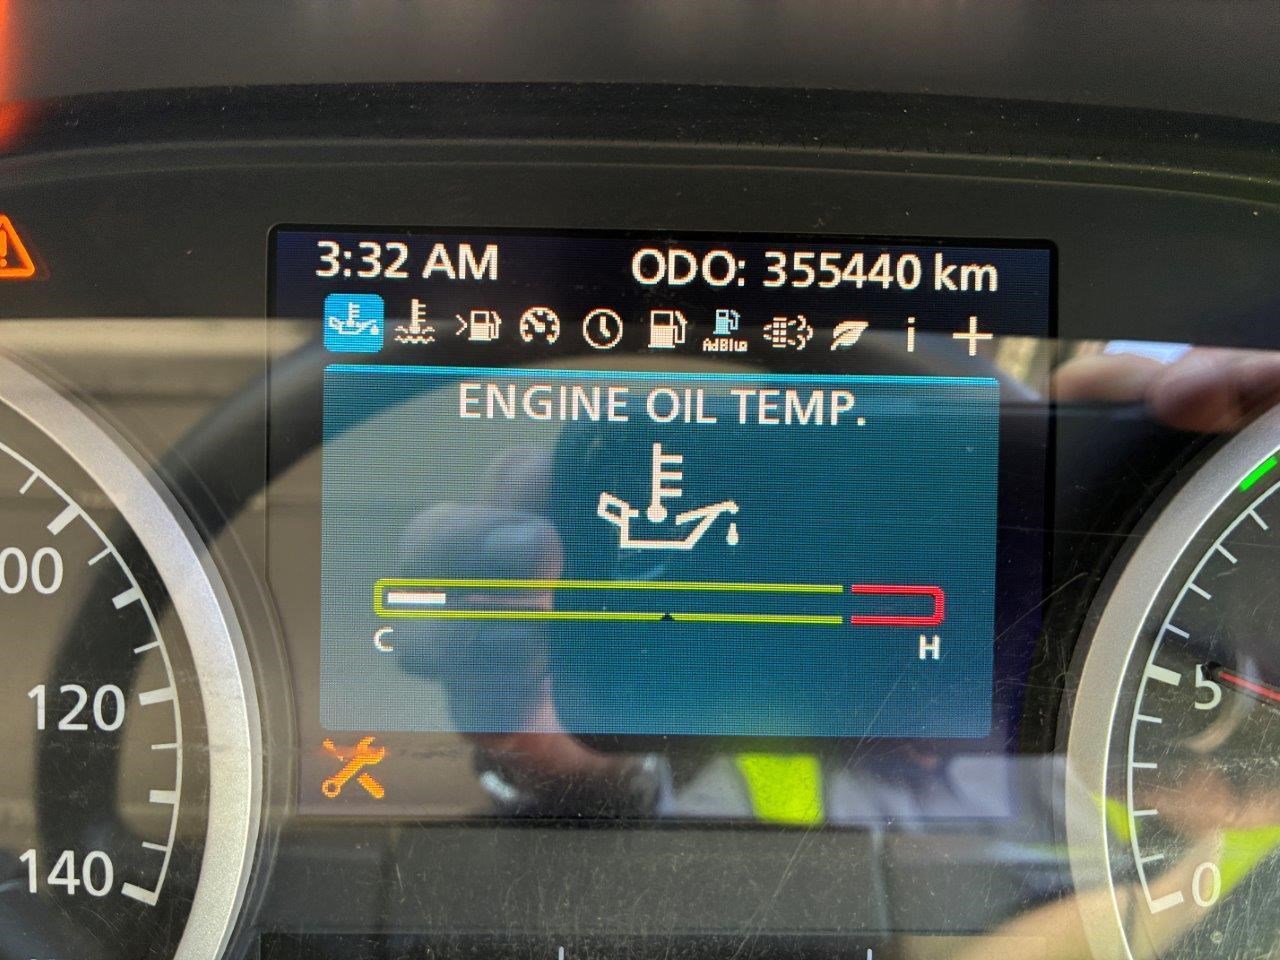 3:32 AM ODO: 355440 km
AdBlue
i
ENGINE OIL TEMP.
C H
00
120
140
5
0